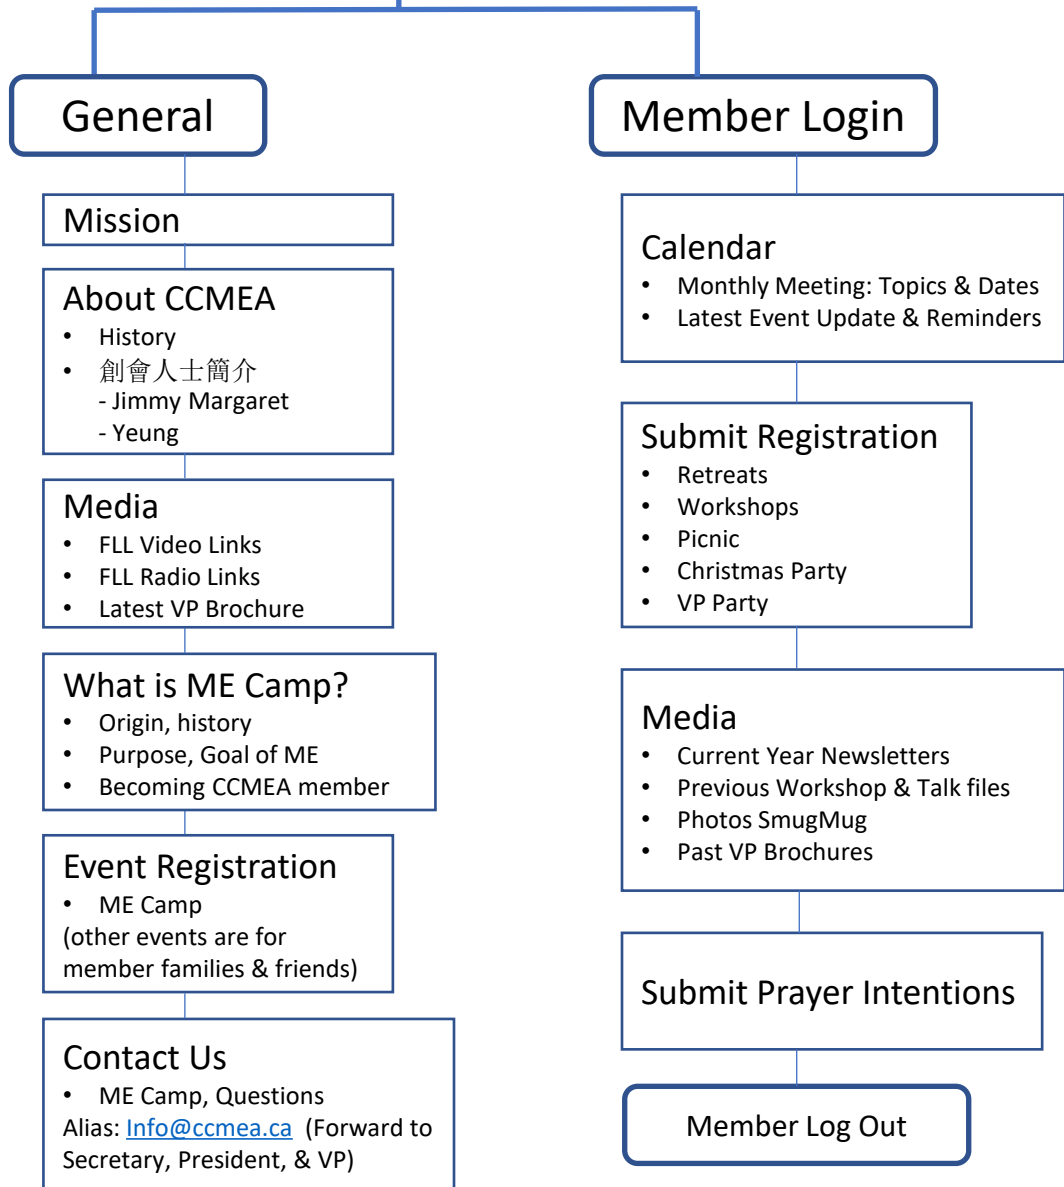 General
Mission
About CCMEA
• History
• 創會人士簡介
- Jimmy Margaret
- Yeung
Media
• FLL Video Links
• FLL Radio Links
• Latest VP Brochure
What is ME Camp?
• Origin, history
• Purpose, Goal of ME
• Becoming CCMEA member
Event Registration
• ME Camp
(other events are for
member families & friends)
Contact Us
• ME Camp, Questions
Alias: Info@ccmea.ca (Forward to
Secretary, President, & VP)
Member Login
Calendar
• Monthly Meeting: Topics & Dates
• Latest Event Update & Reminders
Submit Registration
• Retreats
• Workshops
• Picnic
• Christmas Party
• VP Party
Media
• Current Year Newsletters
• Previous Workshop & Talk files
• Photos SmugMug
• Past VP Brochures
Submit Prayer Intentions
Member Log Out